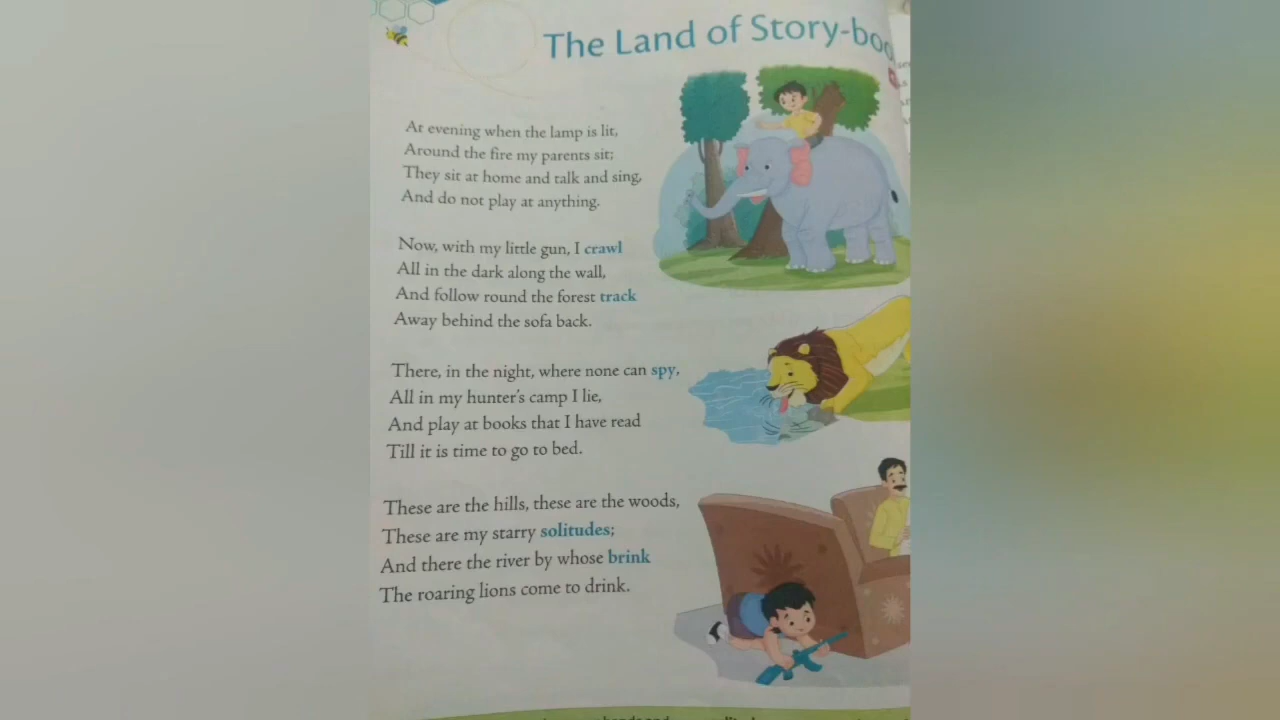 The Land of Story-boo
At evening when the lamp is lit,
Around the fire my parents sit;
They sit at home and talk and sing,
And do not play at anything.
Now, with my little gun, I crawl
All in the dark along the wall,
And follow round the forest track
Away behind the sofa back.
There, in the night, where none can spy,
All in my hunter's camp I lie,
And play at books that I have read
Till it is time to go to bed.
These are the hills, these are the woods,
These are my starry solitudes;
And there the river by whose brink
The roaring lions come to drink.